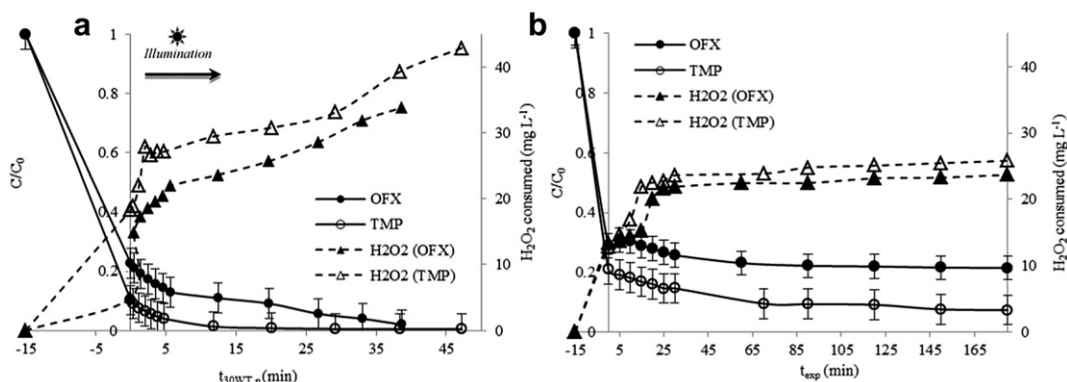 a
Illumination
C/C0
1
0.8
0.6
0.4
0.2
0
-15 5 15 25 35 45
t30WT,n(min)
40
30
20
10
0
H2O2 consumed (mg L-1)
OFX
TMP
H2O2 (OFX)
H2O2 (TMP)
b
C/C0
1
0.8
0.6
0.4
0.2
0
-15 5 25 45 65 85 105 125 145 165
texp(min)
40
30
20
10
0
H2O2 consumed (mg L-1)
OFX
TMP
H2O2 (OFX)
H2O2 (TMP)